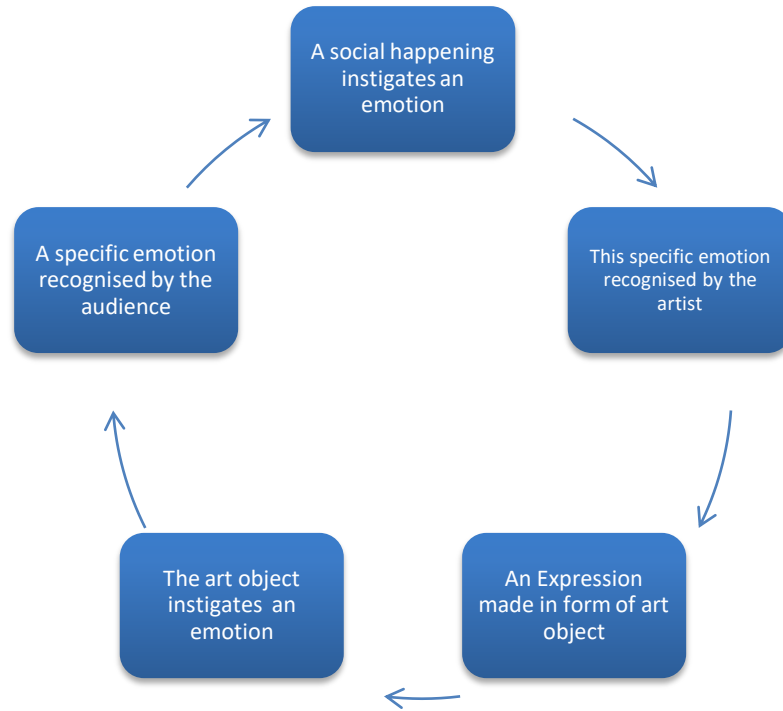 A social happening
instigates an
emotion
This specific emotion
recognised by the
artist
An Expression
made in form of art
object
The art object
instigates an
emotion
A specific emotion
recognised by the
audience